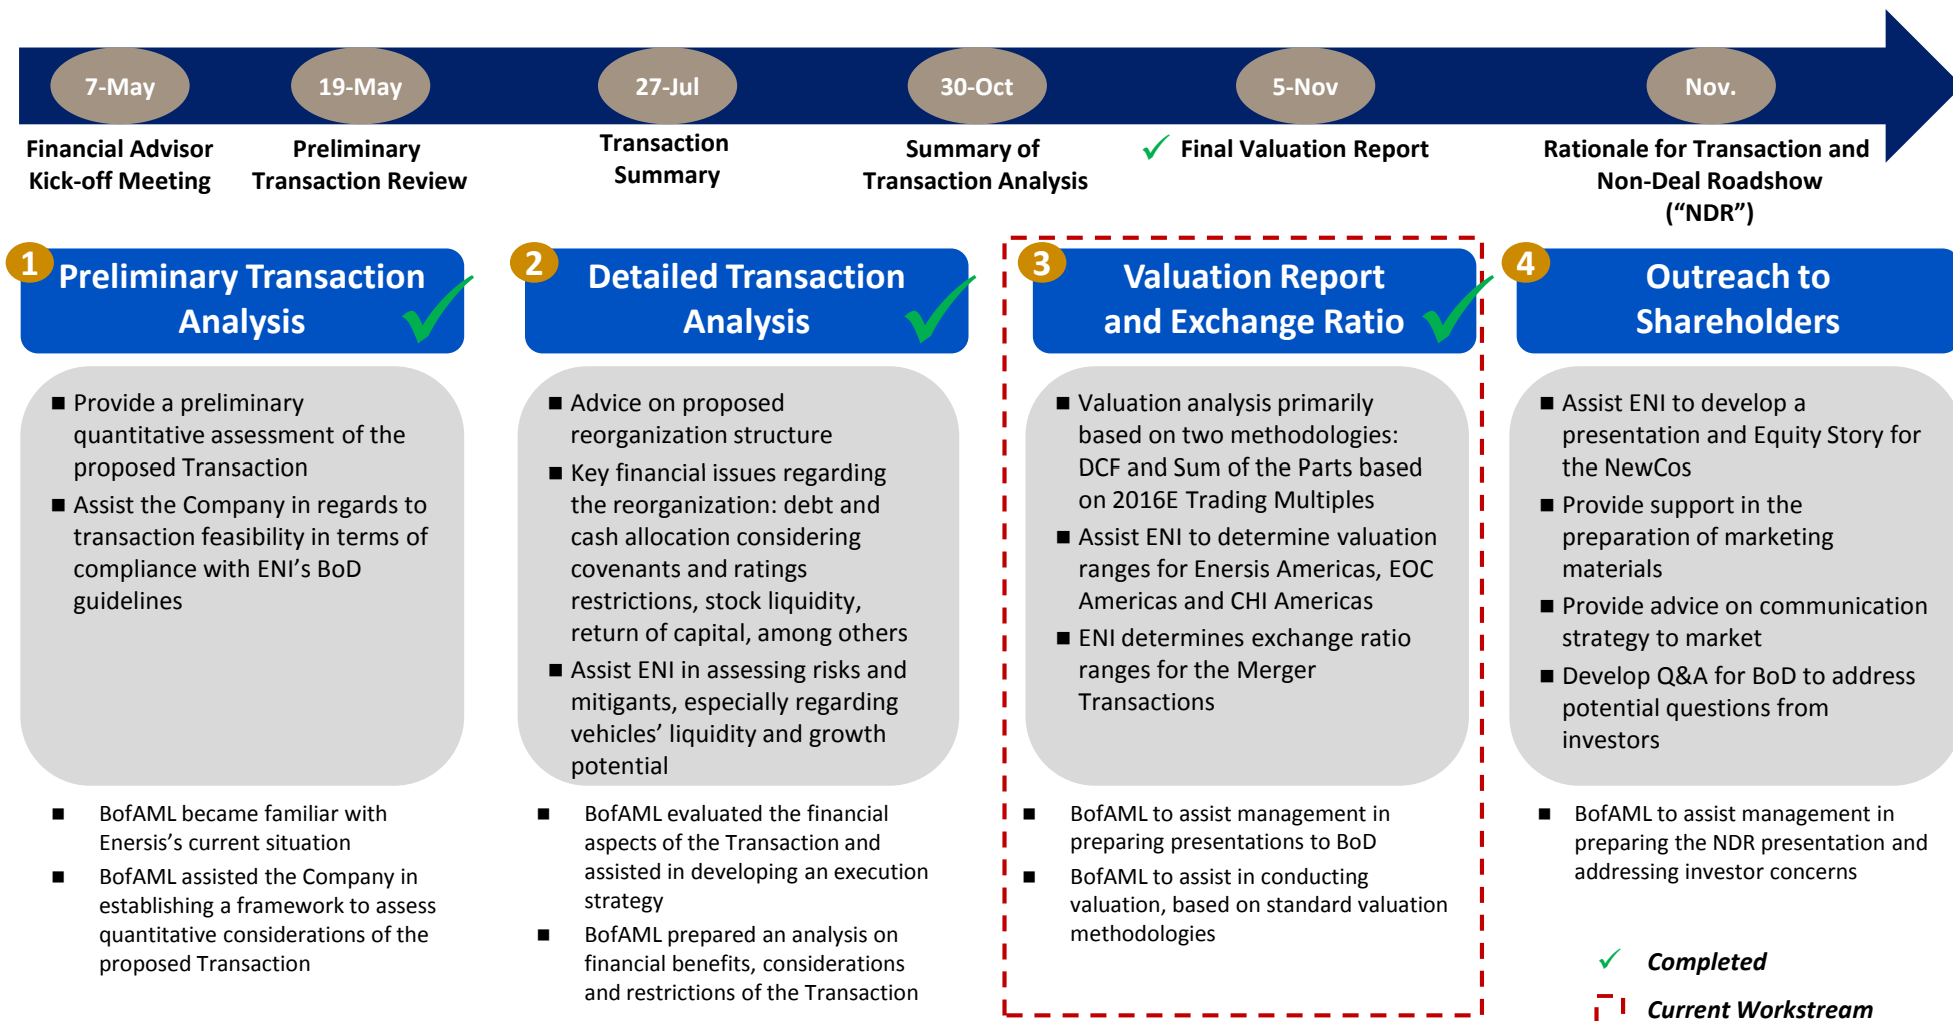 7-May
19-May
27-Jul
30-Oct
5-Nov
Nov.
Financial Advisor
Kick-off Meeting
Preliminary
Transaction Review
Transaction
Summary
Summary of
Transaction Analysis
✓ Final Valuation Report
Rationale for Transaction and
Non-Deal Roadshow
(“NDR”)
1
Preliminary Transaction
Analysis
■ Provide a preliminary
quantitative assessment of the
proposed Transaction
■ Assist the Company in regards to
transaction feasibility in terms of
compliance with ENI’s BoD
guidelines
■ BofAML became familiar with
Enersis’s current situation
■ BofAML assisted the Company in
establishing a framework to assess
quantitative considerations of the
proposed Transaction
2
Detailed Transaction
Analysis
■ Advice on proposed
reorganization structure
■ Key financial issues regarding
the reorganization: debt and
cash allocation considering
covenants and ratings
restrictions, stock liquidity,
return of capital, among others
■ Assist ENI in assessing risks and
mitigants, especially regarding
vehicles’ liquidity and growth
potential
■ BofAML evaluated the financial
aspects of the Transaction and
assisted in developing an execution
strategy
■ BofAML prepared an analysis on
financial benefits, considerations
and restrictions of the Transaction
3
Valuation Report
and Exchange Ratio
■ Valuation analysis primarily
based on two methodologies:
DCF and Sum of the Parts based
on 2016E Trading Multiples
■ Assist ENI to determine valuation
ranges for Enersis Americas, EOC
Americas and CHI Americas
■ ENI determines exchange ratio
ranges for the Merger
Transactions
■ BofAML to assist management in
preparing presentations to BoD
■ BofAML to assist in conducting
valuation, based on standard valuation
methodologies
4
Outreach to
Shareholders
■ Assist ENI to develop a
presentation and Equity Story for
the NewCos
■ Provide support in the
preparation of marketing
materials
■ Provide advice on communication
strategy to market
■ Develop Q&A for BoD to address
potential questions from
investors
■ BofAML to assist management in
preparing the NDR presentation and
addressing investor concerns
✓ Completed
Current Workstream